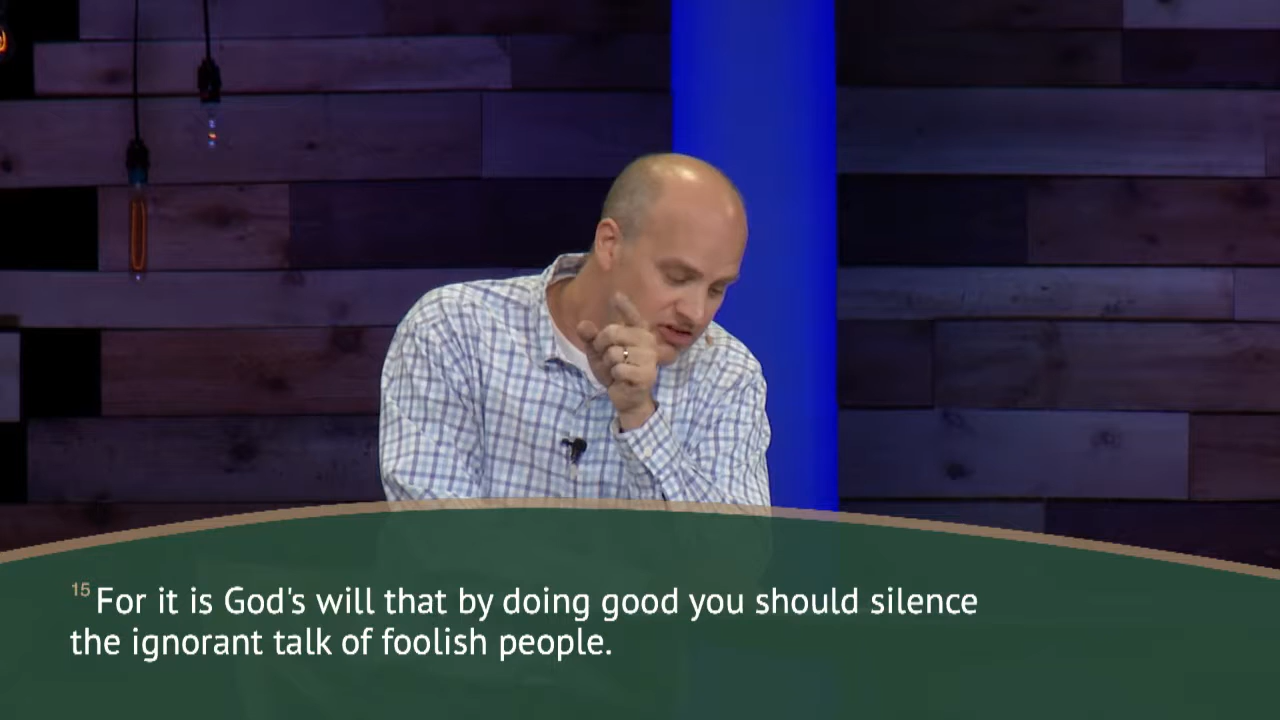 15 For it is God's will that by doing good you should silence
the ignorant talk of foolish people.